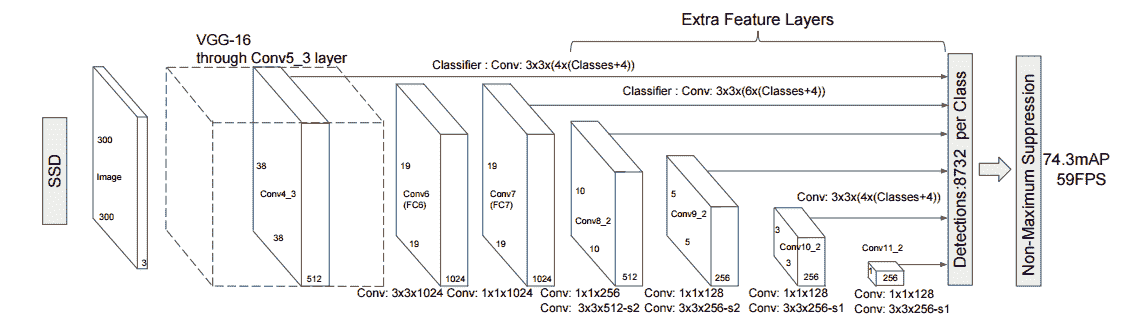 Extra Feature Layers
VGG-16
through Conv5_3 layer
Classifier : Conv: 3x3x(4x(Classes+4))
Classifier : Conv: 3x3x(6x(Classes+4))
SSD
300
Image
300
3
38
Conv4_3
38
512
19
Conv6
(FC6)
19
1024
19
Conv7
(FC7)
19
1024
10
Conv8_2
10
512
5
Conv9_2
5
256
Conv: 3x3x(4x(Classes+4))
3
Conv10_2
3
256
Conv11_2
1
256
Detections:8732 per Class
Non-Maximum Suppression
74.3mAP
59FPS
Conv: 3x3x1024
Conv: 1x1x1024
Conv: 1x1x256
Conv: 3x3x512-s2
Conv: 1x1x128
Conv: 3x3x256-s2
Conv: 1x1x128
Conv: 3x3x256-s1
Conv: 1x1x128
Conv: 3x3x256-s1